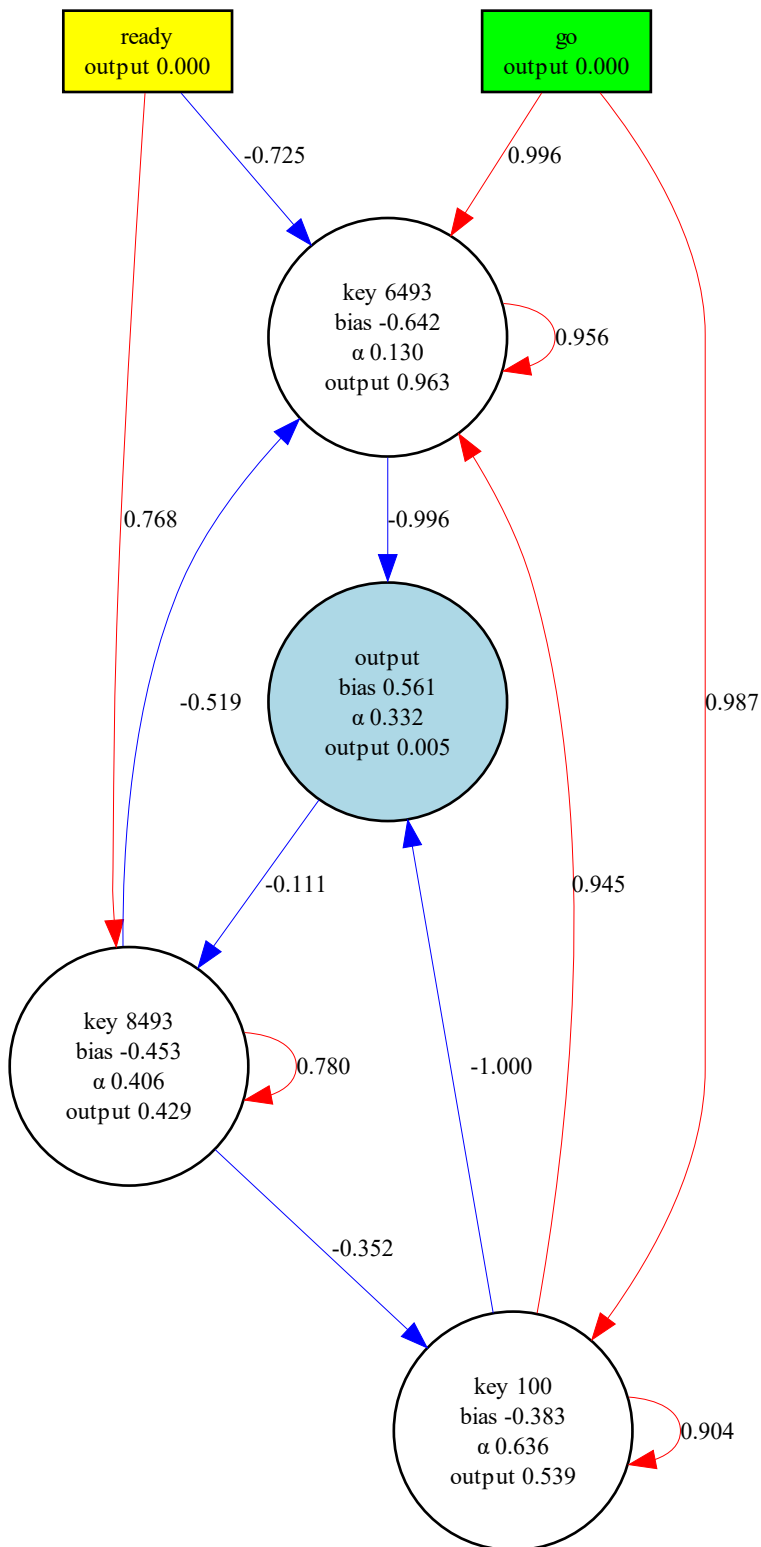 ready
output 0.000
go
output 0.000
-0.725
0.996
key 6493
bias -0.642
α 0.130
output 0.963
0.956
0.768
-0.996
-0.519
output
bias 0.561
α 0.332
output 0.005
0.987
-0.111
0.945
key 8493
bias -0.453
α 0.406
output 0.429
0.780
-1.000
-0.352
key 100
bias -0.383
α 0.636
output 0.539
0.904